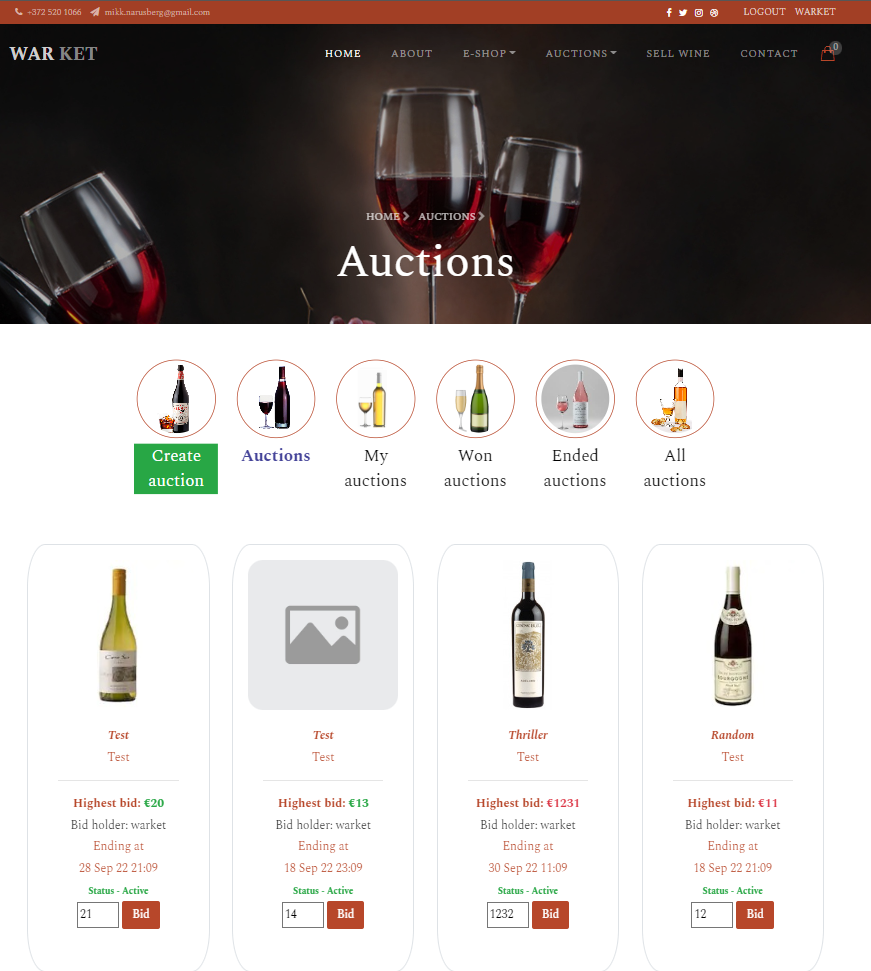 +372 520 1066 mikk.narusberg@gmail.com LOGOUT WARKET
WAR KET HOME ABOUT E-SHOP AUCTIONS SELL WINE CONTACT 0
HOME AUCTIONS
Auctions
Create auction
Auctions
My auctions
Won auctions
Ended auctions
All auctions
Test
Test
Highest bid: €20
Bid holder: warket
Ending at
28 Sep 22 21:09
Status - Active
21 Bid
Test
Test
Highest bid: €13
Bid holder: warket
Ending at
18 Sep 22 23:09
Status - Active
14 Bid
Thriller
Test
Highest bid: €1231
Bid holder: warket
Ending at
30 Sep 22 11:09
Status - Active
1232 Bid
BOURGOGNE
Random
Test
Highest bid: €11
Bid holder: warket
Ending at
18 Sep 22 21:09
Status - Active
12 Bid